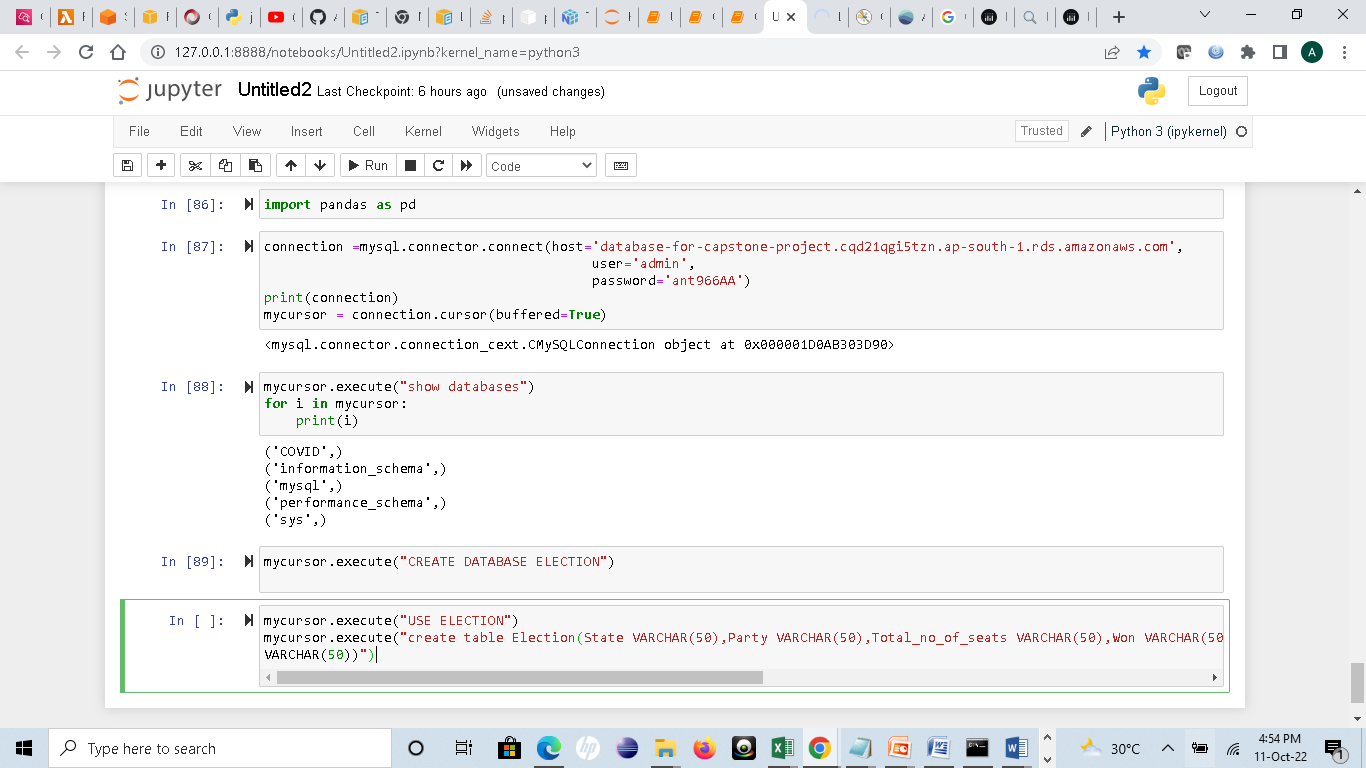 127.0.0.1:8888/notebooks/Untitled2.ipynb?kernel_name=python3
A
jupyter Untitled2 Last Checkpoint: 6 hours ago (unsaved changes)
Logout
File Edit View Insert Cell Kernel Widgets Help
Trusted
Python 3 (ipykernel)
Run
Code
In [86]:
import pandas as pd
In [87]:
connection =mysql.connector.connect(host='database-for-capstone-project.cqd21qgi5tzn.ap-south-1.rds.amazonaws.com',
user='admin',
password='ant966AA')
print(connection)
mycursor = connection.cursor(buffered=True)
<mysql.connector.connection_cext.CMySQLConnection object at 0x000001D0AB303D90>
In [88]:
mycursor.execute("show databases")
for i in mycursor:
print(i)
('COVID',)
('information_schema',)
('mysql',)
('performance_schema',)
('sys',)
In [89]:
mycursor.execute("CREATE DATABASE ELECTION")
In [ ]:
mycursor.execute("USE ELECTION")
mycursor.execute("create table Election(State VARCHAR(50),Party VARCHAR(50),Total_no_of_seats VARCHAR(50),Won VARCHAR(50
VARCHAR(50))")
Type here to search
30°C
4:54 PM
11-Oct-22
1